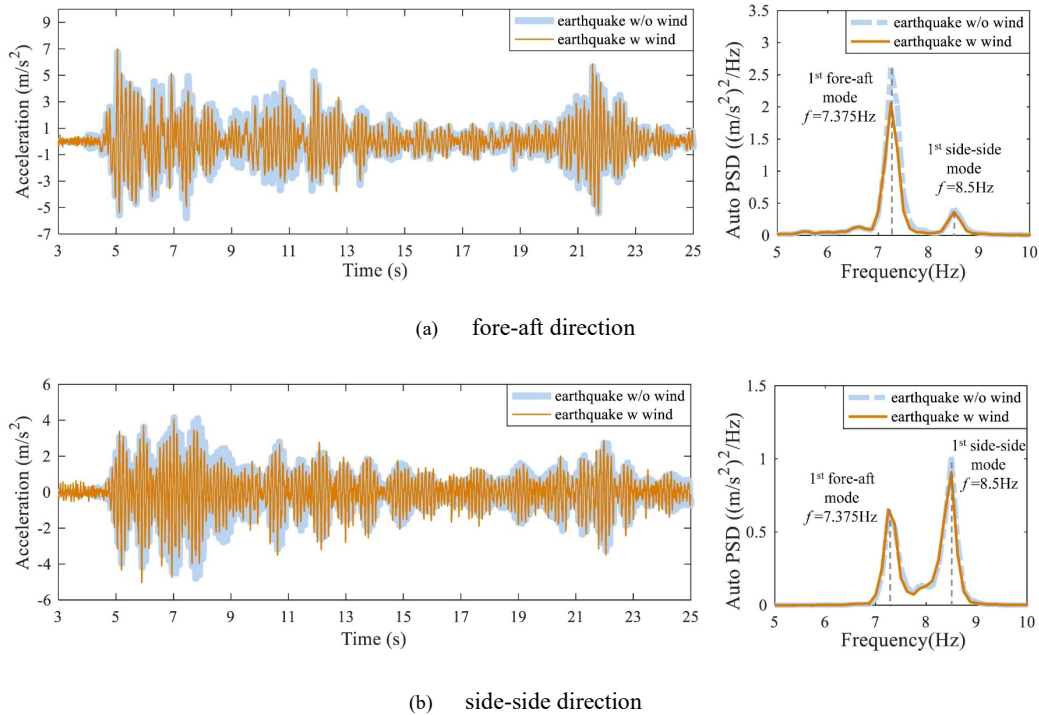 9
7
5
3
1
-1
-3
-5
-7
Acceleration (m/s²)
earthquake w/o wind
earthquake w wind
3 5 7 9 11 13 15 17 19 21 23 25
Time (s)
3.5
3
2.5
2
1.5
1
0.5
0
Auto PSD ((m/s²)²/Hz)
earthquake w/o wind
earthquake w wind
1st fore-aft
mode
f=7.375Hz
1st side-side
mode
f=8.5Hz
5 6 7 8 9 10
Frequency(Hz)
(a) fore-aft direction
6
4
2
0
-2
-4
-6
Acceleration (m/s²)
earthquake w/o wind
earthquake w wind
3 5 7 9 11 13 15 17 19 21 23 25
Time (s)
1.5
1
0.5
0
Auto PSD ((m/s²)²/Hz)
earthquake w/o wind
earthquake w wind
1st fore-aft
mode
f=7.375Hz
1st side-side
mode
f=8.5Hz
5 6 7 8 9 10
Frequency(Hz)
(b) side-side direction